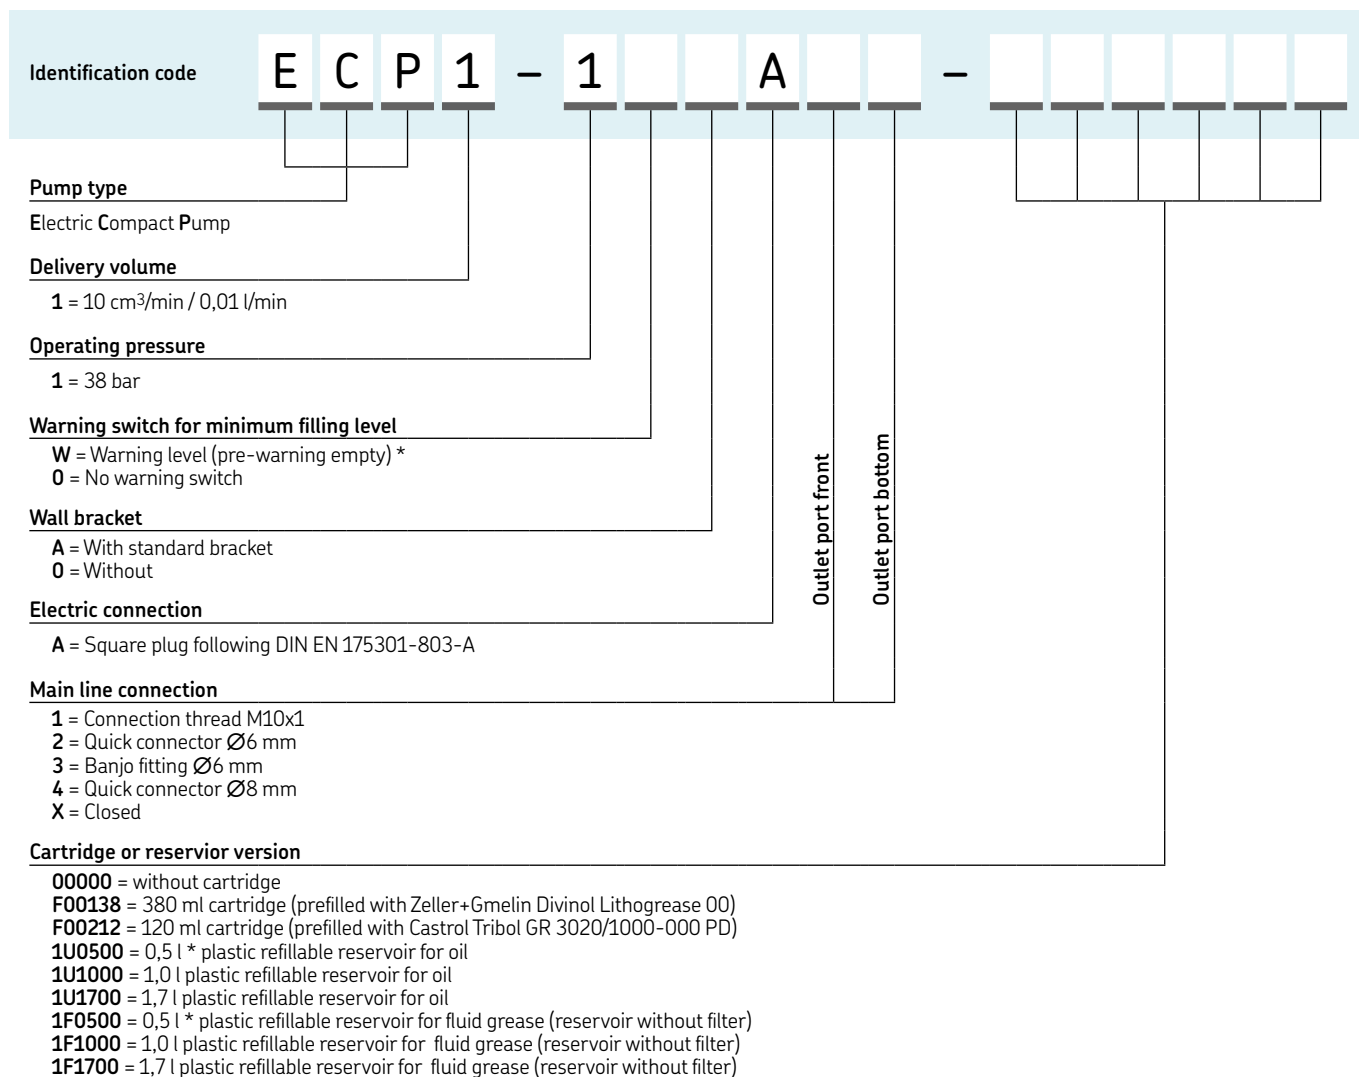 Identification code E C P 1 – 1 A –
Pump type
Electric Compact Pump
Delivery volume
1 = 10 cm³/min / 0,01 l/min
Operating pressure
1 = 38 bar
Warning switch for minimum filling level
W = Warning level (pre-warning empty) *
0 = No warning switch
Wall bracket
A = With standard bracket
0 = Without
Outlet port front
Outlet port bottom
Electric connection
A = Square plug following DIN EN 175301-803-A
Main line connection
1 = Connection thread M10x1
2 = Quick connector Ø6 mm
3 = Banjo fitting Ø6 mm
4 = Quick connector Ø8 mm
X = Closed
Cartridge or reservior version
00000 = without cartridge
F00138 = 380 ml cartridge (prefilled with Zeller+Gmelin Divinol Lithogrease 00)
F00212 = 120 ml cartridge (prefilled with Castrol Tribol GR 3020/1000-000 PD)
1U0500 = 0,5 l * plastic refillable reservoir for oil
1U1000 = 1,0 l plastic refillable reservoir for oil
1U1700 = 1,7 l plastic refillable reservoir for oil
1F0500 = 0,5 l * plastic refillable reservoir for fluid grease (reservoir without filter)
1F1000 = 1,0 l plastic refillable reservoir for fluid grease (reservoir without filter)
1F1700 = 1,7 l plastic refillable reservoir for fluid grease (reservoir without filter)